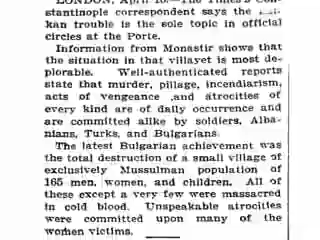 LONDON, April 18.—The Times's Con-
stantinople correspondent says the
kan trouble is the sole topic in official
circles at the Porte.
Information from Monastir shows that
the situation in that villayet is most de-
plorable. Well-authenticated reports
state that murder, pillage, incendiarism,
acts of vengeance ,and atrocities of
every kind are of daily occurrence and
are committed alike by soldiers, Alba-
nians, Turks, and Bulgarians.
The latest Bulgarian achievement was
the total destruction of a small village of
exclusively Mussulman population of
165 men, women, and children. All of
these except a very few were massacred
in cold blood. Unspeakable atrocities
were committed upon many of the
women victims.